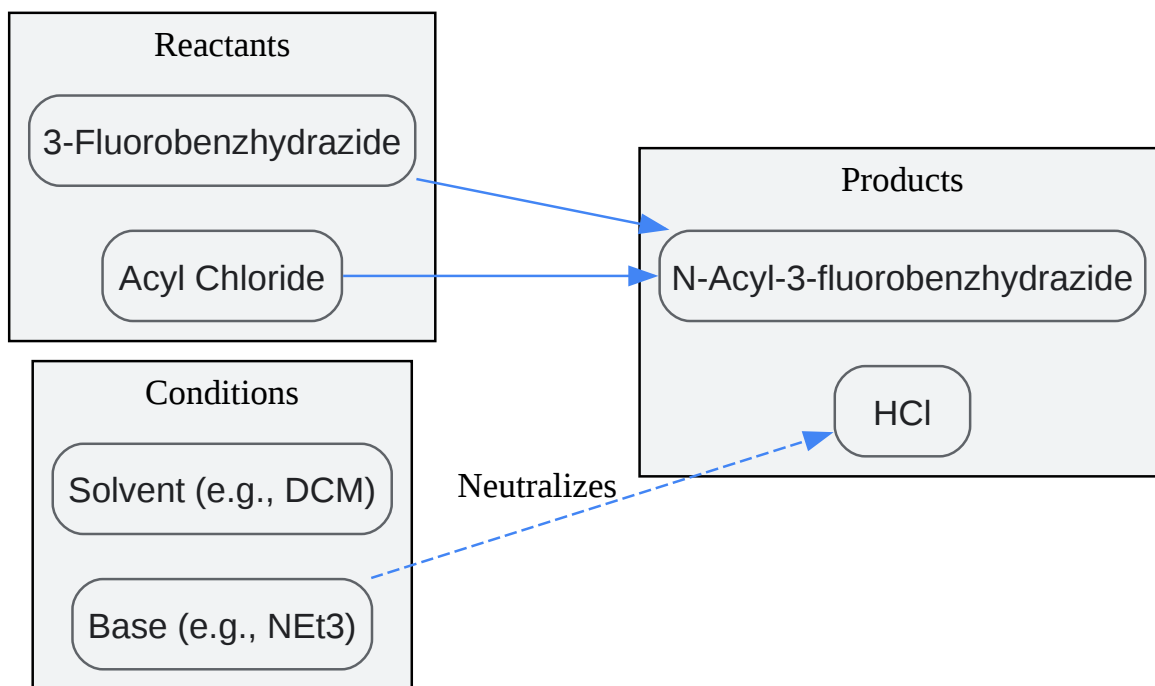 Reactants
3-Fluorobenzhydrazide
Acyl Chloride
Conditions
Solvent (e.g., DCM)
Base (e.g., NEt3)
Neutralizes
Products
N-Acyl-3-fluorobenzhydrazide
HCl